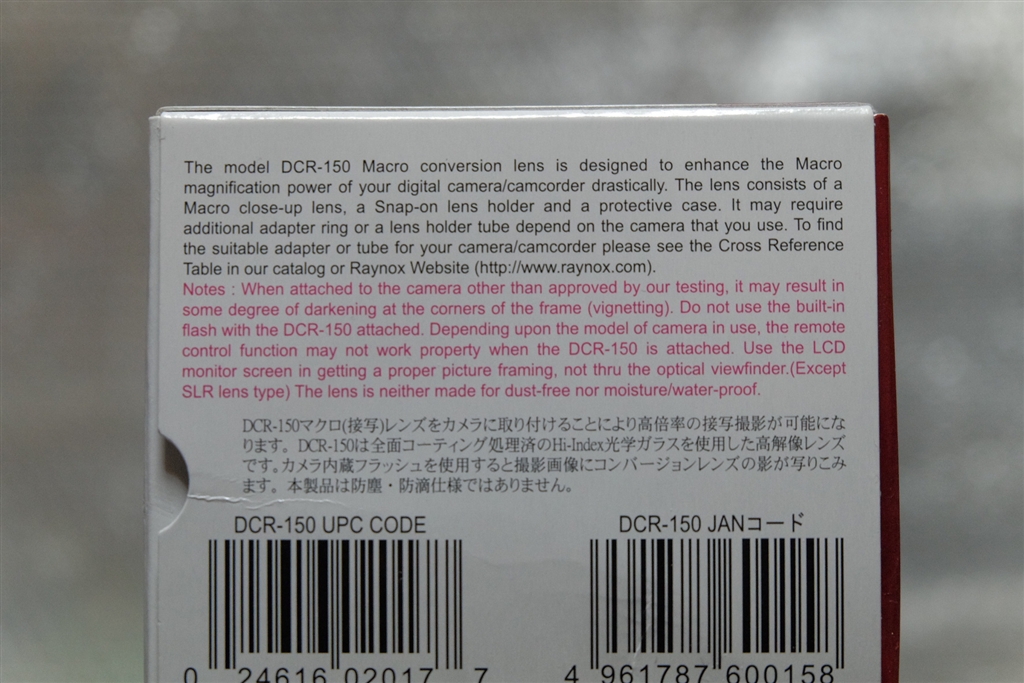 The model DCR-150 Macro conversion lens is designed to enhance the Macro
magnification power of your digital camera/camcorder drastically. The lens consists of a
Macro close-up lens, a Snap-on lens holder and a protective case. It may require
additional adapter ring or a lens holder tube depend on the camera that you use. To find
the suitable adapter or tube for your camera/camcorder please see the Cross Reference
Table in our catalog or Raynox Website (http://www.raynox.com).
Notes : When attached to the camera other than approved by our testing, it may result in
some degree of darkening at the corners of the frame (vignetting). Do not use the built-in
flash with the DCR-150 attached. Depending upon the model of camera in use, the remote
control function may not work property when the DCR-150 is attached. Use the LCD
monitor screen in getting a proper picture framing, not thru the optical viewfinder.(Except
SLR lens type) The lens is neither made for dust-free nor moisture/water-proof.
DCR-150マクロ(接写)レンズをカメラに取り付けることにより高倍率の接写撮影が可能にな
ります。DCR-150は全面コーティング処理済のHi-Index光学ガラスを使用した高解像レンズ
です。カメラ内蔵フラッシュを使用すると撮影画像にコンバージョンレンズの影が写りこみ
ます。本製品は防塵・防滴仕様ではありません。
DCR-150 UPC CODE DCR-150 JANコード
0 24616 02017 7 4 961787 600158